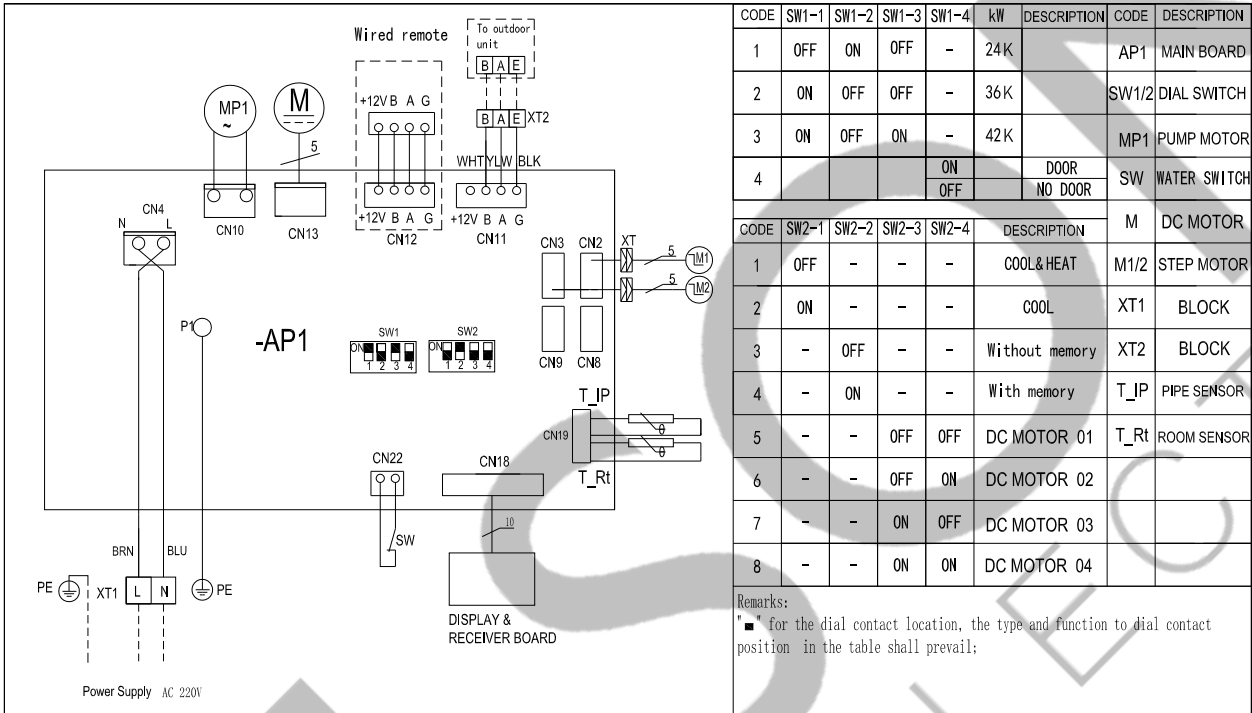 Wired remote
To outdoor
unit
B A E
+12V B A G
B A E XT2
MP1
~
M
5
WHT YLW BLK
N CN4 L
CN10
CN13
+12V B A G
CN12
+12V B A G
CN11
CN3 CN2 XT
5 M1
5 M2
P1
-AP1
SW1
ON
1 2 3 4
SW2
ON
1 2 3 4
CN9 CN8
T_IP
CN19
θ
θ
T_Rt
CN22
CN18
SW
10
BRN BLU
PE XT1 L N PE
DISPLAY &
RECEIVER BOARD
Power Supply AC 220V
CODE SW1-1 SW1-2 SW1-3 SW1-4 kW DESCRIPTION CODE DESCRIPTION
1 OFF ON OFF - 24K AP1 MAIN BOARD
2 ON OFF OFF - 36K SW1/2 DIAL SWITCH
3 ON OFF ON - 42K MP1 PUMP MOTOR
4 ON DOOR SW WATER SWITCH
OFF NO DOOR
CODE SW2-1 SW2-2 SW2-3 SW2-4 DESCRIPTION M DC MOTOR
1 OFF - - - COOL&HEAT M1/2 STEP MOTOR
2 ON - - - COOL XT1 BLOCK
3 - OFF - - Without memory XT2 BLOCK
4 - ON - - With memory T_IP PIPE SENSOR
5 - - OFF OFF DC MOTOR 01 T_Rt ROOM SENSOR
6 - - OFF ON DC MOTOR 02
7 - - ON OFF DC MOTOR 03
8 - - ON ON DC MOTOR 04
Remarks:
"■" for the dial contact location, the type and function to dial contact
position in the table shall prevail;